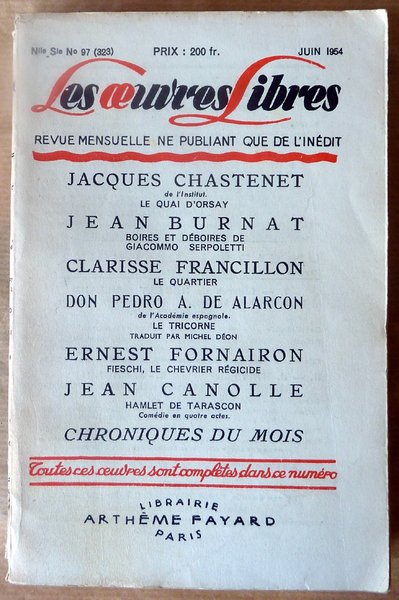 Nlle Sie No 97 (323) PRIX : 200 fr. JUIN 1954
Les œuvres Libres
REVUE MENSUELLE NE PUBLIANT QUE DE L'INÉDIT
JACQUES CHASTENET
de l'Institut.
LE QUAI D'ORSAY
JEAN BURNAT
BOIRES ET DÉBOIRES DE
GIACOMMO SERPOLETTI
CLARISSE FRANCILLON
LE QUARTIER
DON PEDRO A. DE ALARCON
de l'Académie espagnole.
LE TRICORNE
TRADUIT PAR MICHEL DÉON
ERNEST FORNAIRON
FIESCHI, LE CHEVRIER RÉGICIDE
JEAN CANOLLE
HAMLET DE TARASCON
Comédie en quatre actes.
CHRONIQUES DU MOIS
Toutes ces œuvres sont complètes dans ce numéro
LIBRAIRIE
ARTHÈME FAYARD
PARIS